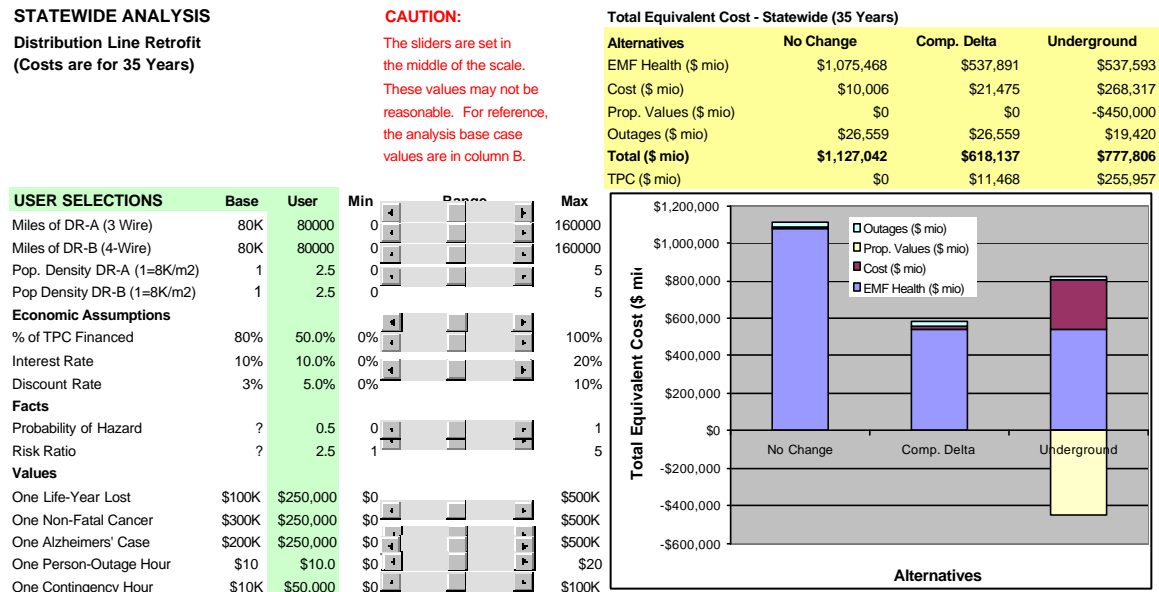 STATEWIDE ANALYSIS
Distribution Line Retrofit
(Costs are for 35 Years)
CAUTION:
The sliders are set in
the middle of the scale.
These values may not be
reasonable. For reference,
the analysis base case
values are in column B.
Total Equivalent Cost - Statewide (35 Years)
Alternatives No Change Comp. Delta Underground
EMF Health ($ mio) $1,075,468 $537,891 $537,593
Cost ($ mio) $10,006 $21,475 $268,317
Prop. Values ($ mio) $0 $0 -$450,000
Outages ($ mio) $26,559 $26,559 $19,420
Total ($ mio) $1,127,042 $618,137 $777,806
TPC ($ mio) $0 $11,468 $255,957
USER SELECTIONS Base User Min Range Max
Miles of DR-A (3 Wire) 80K 80000 0 160000
Miles of DR-B (4-Wire) 80K 80000 0 160000
Pop. Density DR-A (1=8K/m2) 1 2.5 0 5
Pop Density DR-B (1=8K/m2) 1 2.5 0 5
Economic Assumptions
% of TPC Financed 80% 50.0% 0% 100%
Interest Rate 10% 10.0% 0% 20%
Discount Rate 3% 5.0% 0% 10%
Facts
Probability of Hazard ? 0.5 0 1
Risk Ratio ? 2.5 1 5
Values
One Life-Year Lost $100K $250,000 $0 $500K
One Non-Fatal Cancer $300K $250,000 $0 $500K
One Alzheimers' Case $200K $250,000 $0 $500K
One Person-Outage Hour $10 $10.0 $0 $20
One Contingency Hour $10K $50,000 $0 $100K
Total Equivalent Cost ($ mi
$1,200,000
$1,000,000
$800,000
$600,000
$400,000
$200,000
$0
-$200,000
-$400,000
-$600,000
Outages ($ mio)
Prop. Values ($ mio)
Cost ($ mio)
EMF Health ($ mio)
No Change Comp. Delta Underground
Alternatives